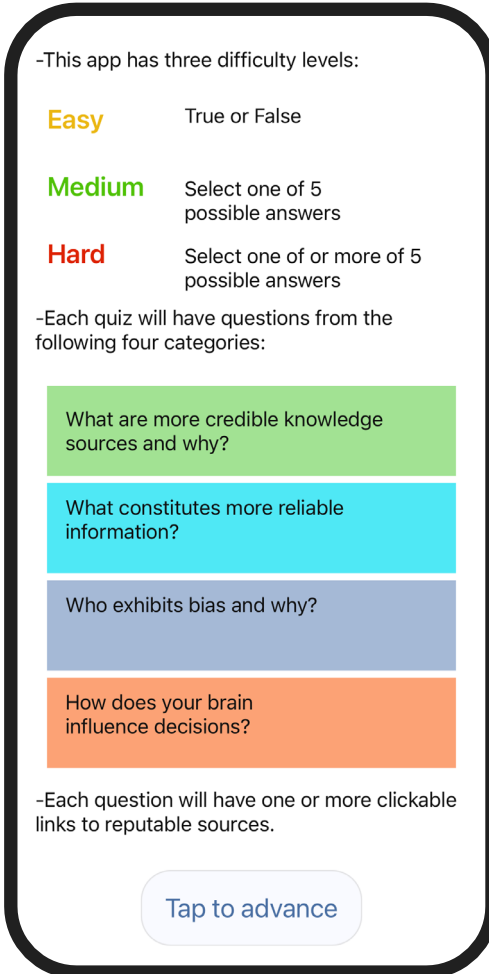 -This app has three difficulty levels:
Easy
True or False
Medium
Select one of 5
possible answers
Hard
Select one of or more of 5
possible answers
-Each quiz will have questions from the
following four categories:
What are more credible knowledge
sources and why?
What constitutes more reliable
information?
Who exhibits bias and why?
How does your brain
influence decisions?
-Each question will have one or more clickable
links to reputable sources.
Tap to advance